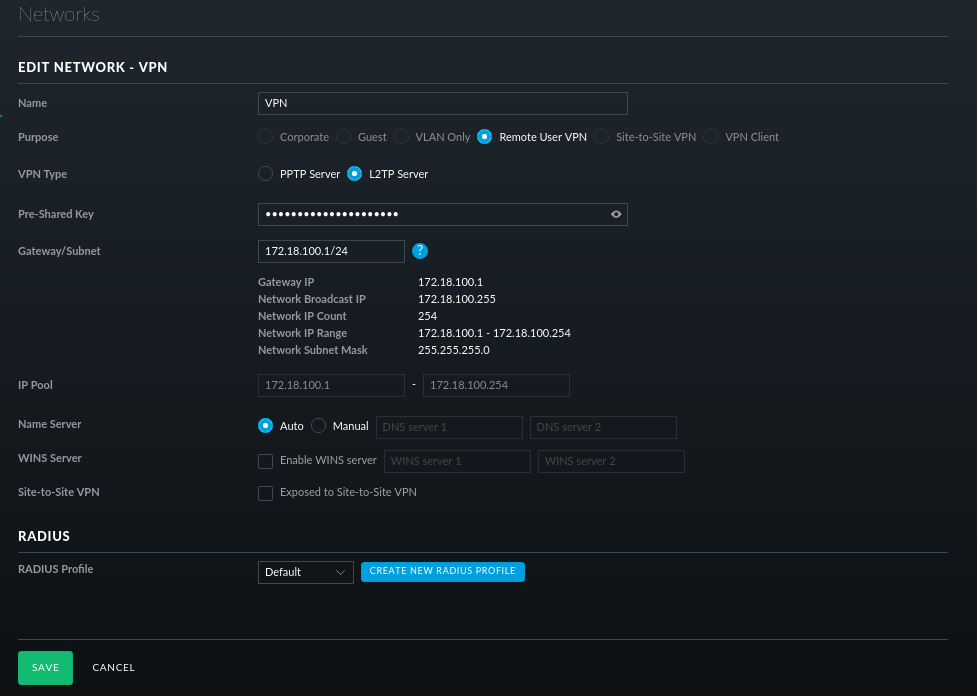 Networks
EDIT NETWORK - VPN
Name VPN
Purpose Corporate Guest VLAN Only Remote User VPN Site-to-Site VPN VPN Client
VPN Type PPTP Server L2TP Server
Pre-Shared Key •••••••••••••••••••••
Gateway/Subnet 172.18.100.1/24 ?
Gateway IP 172.18.100.1
Network Broadcast IP 172.18.100.255
Network IP Count 254
Network IP Range 172.18.100.1 - 172.18.100.254
Network Subnet Mask 255.255.255.0
IP Pool 172.18.100.1 - 172.18.100.254
Name Server Auto Manual DNS server 1 DNS server 2
WINS Server Enable WINS server WINS server 1 WINS server 2
Site-to-Site VPN Exposed to Site-to-Site VPN
RADIUS
RADIUS Profile Default CREATE NEW RADIUS PROFILE
SAVE CANCEL